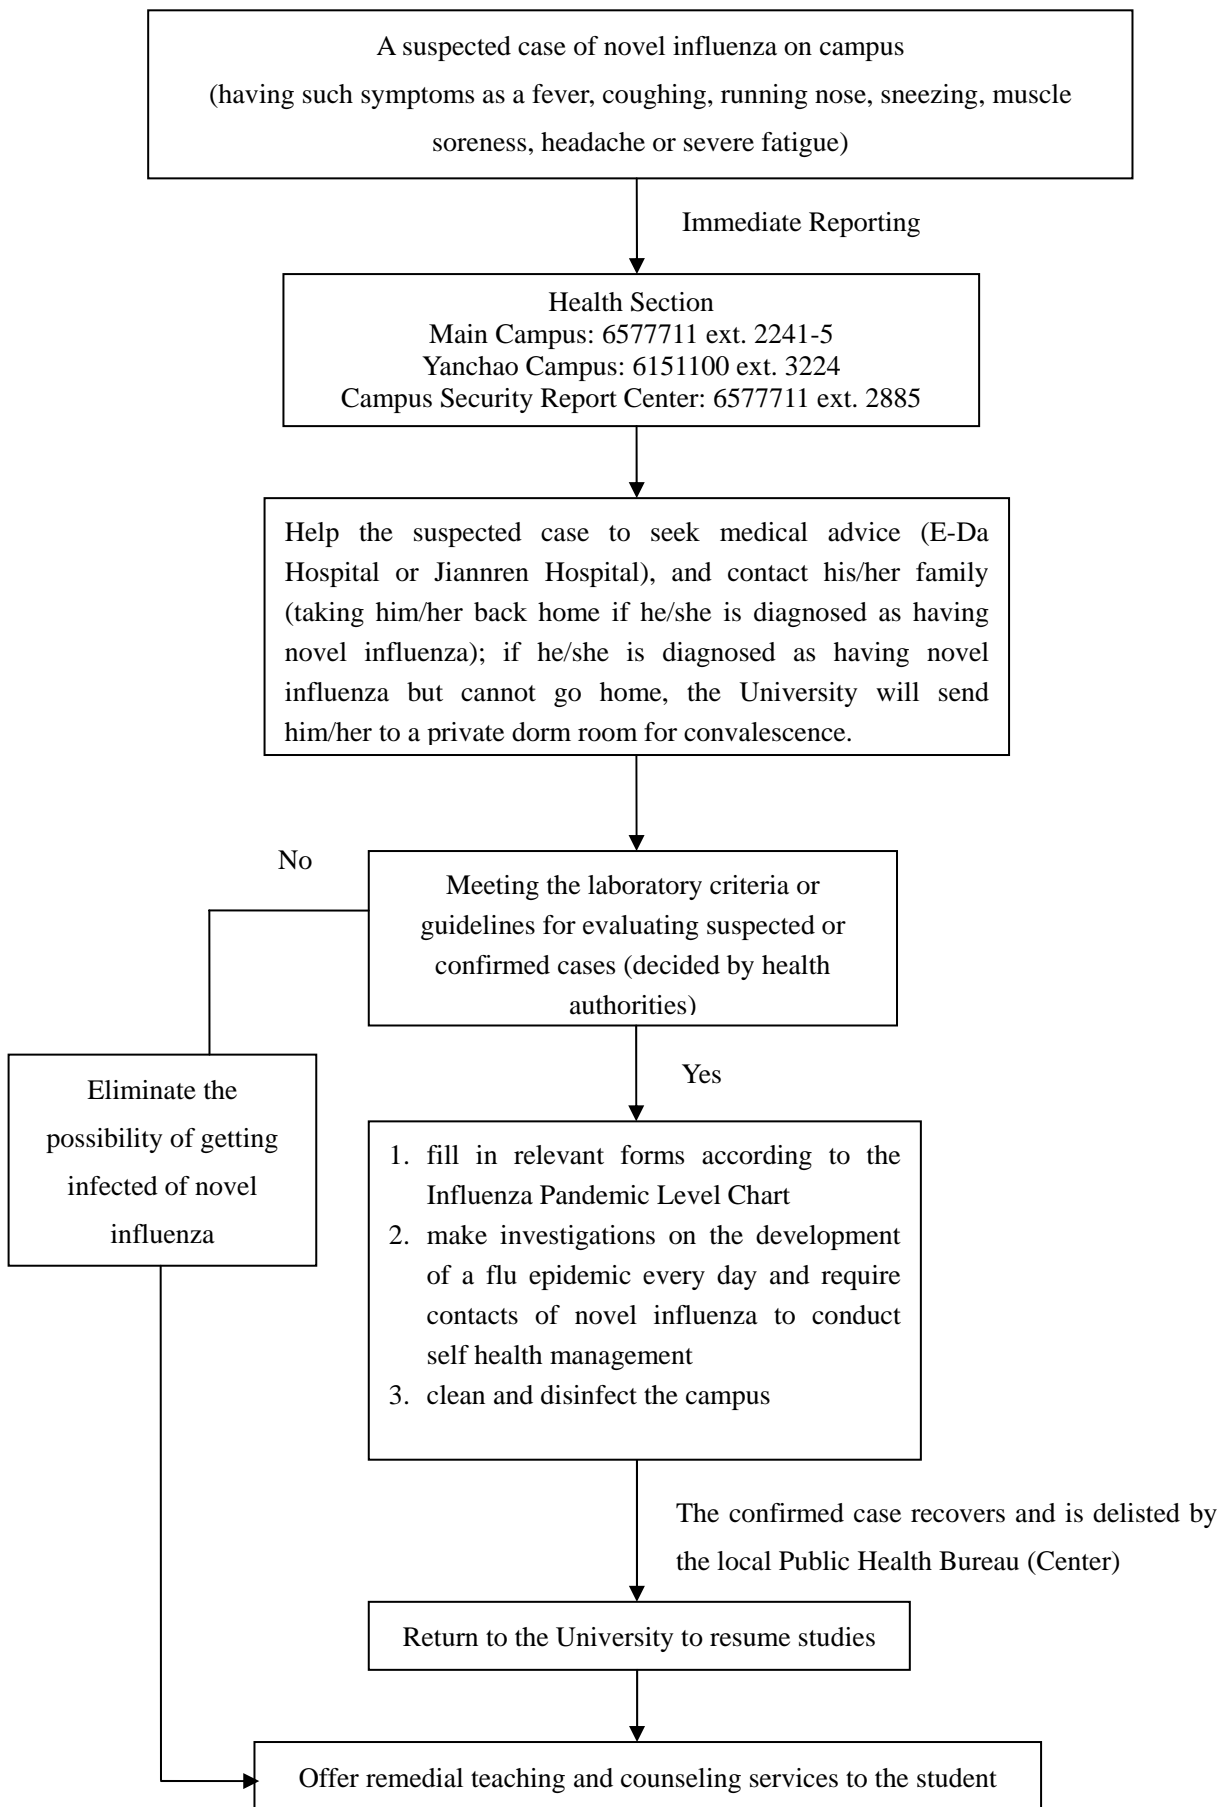 A suspected case of novel influenza on campus
(having such symptoms as a fever, coughing, running nose, sneezing, muscle
soreness, headache or severe fatigue)
Immediate Reporting
Health Section
Main Campus: 6577711 ext. 2241-5
Yanchao Campus: 6151100 ext. 3224
Campus Security Report Center: 6577711 ext. 2885
Help the suspected case to seek medical advice (E-Da
Hospital or Jiannren Hospital), and contact his/her family
(taking him/her back home if he/she is diagnosed as having
novel influenza); if he/she is diagnosed as having novel
influenza but cannot go home, the University will send
him/her to a private dorm room for convalescence.
No
Meeting the laboratory criteria or
guidelines for evaluating suspected or
confirmed cases (decided by health
authorities)
Yes
Eliminate the
possibility of getting
infected of novel
influenza
1. fill in relevant forms according to the
Influenza Pandemic Level Chart
2. make investigations on the development
of a flu epidemic every day and require
contacts of novel influenza to conduct
self health management
3. clean and disinfect the campus
The confirmed case recovers and is delisted by
the local Public Health Bureau (Center)
Return to the University to resume studies
Offer remedial teaching and counseling services to the student